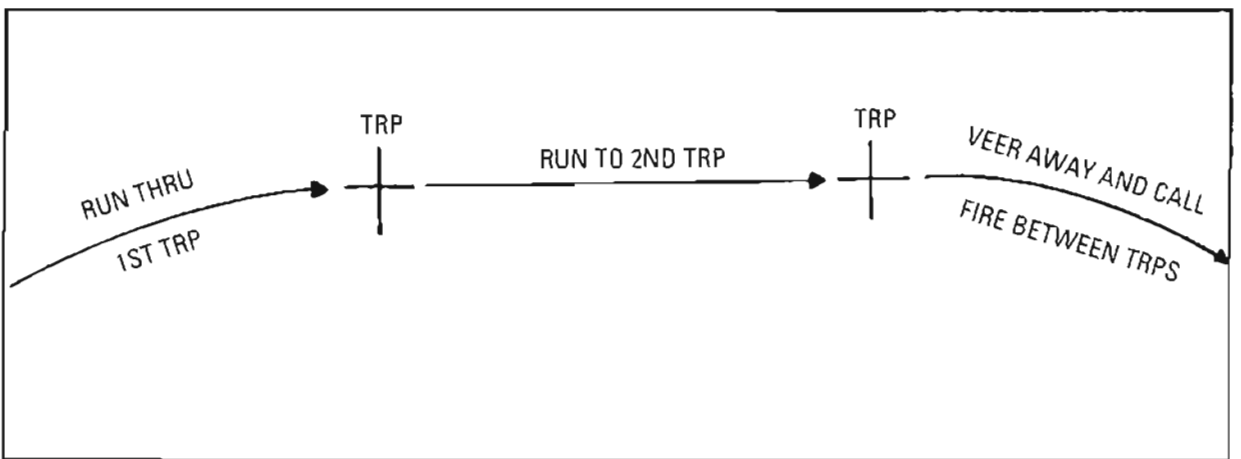 RUN THRU
1ST TRP
TRP
RUN TO 2ND TRP
TRP
VEER AWAY AND CALL
FIRE BETWEEN TRPS